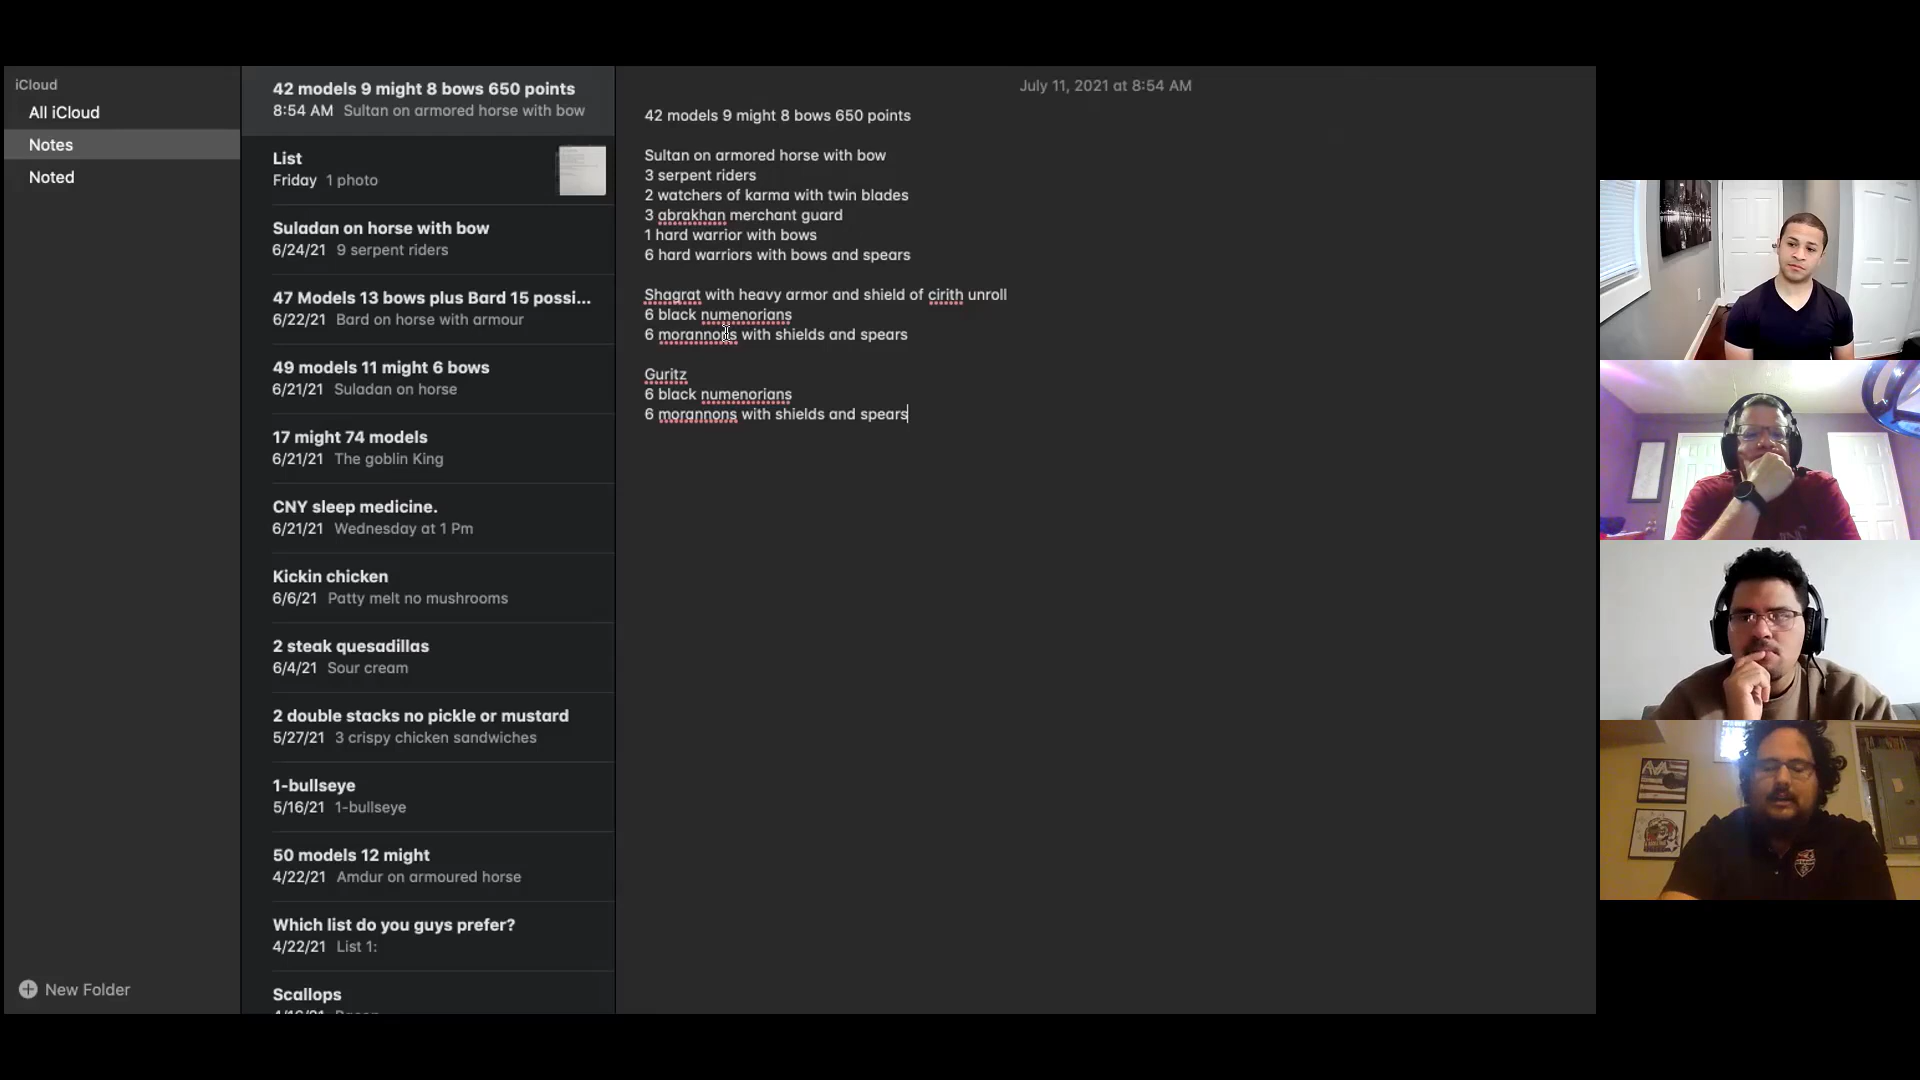 iCloud
All iCloud
Notes
Noted
New Folder
42 models 9 might 8 bows 650 points
8:54 AM Sultan on armored horse with bow
List
Friday 1 photo
Suladan on horse with bow
6/24/21 9 serpent riders
47 Models 13 bows plus Bard 15 possi...
6/22/21 Bard on horse with armour
49 models 11 might 6 bows
6/21/21 Suladan on horse
17 might 74 models
6/21/21 The goblin King
CNY sleep medicine.
6/21/21 Wednesday at 1 Pm
Kickin chicken
6/6/21 Patty melt no mushrooms
2 steak quesadillas
6/4/21 Sour cream
2 double stacks no pickle or mustard
5/27/21 3 crispy chicken sandwiches
1-bullseye
5/16/21 1-bullseye
50 models 12 might
4/22/21 Amdur on armoured horse
Which list do you guys prefer?
4/22/21 List 1:
Scallops
July 11, 2021 at 8:54 AM
42 models 9 might 8 bows 650 points
Sultan on armored horse with bow
3 serpent riders
2 watchers of karma with twin blades
3 abrakhan merchant guard
1 hard warrior with bows
6 hard warriors with bows and spears
Shagrat with heavy armor and shield of cirith unroll
6 black numenorians
6 morannons with shields and spears
Guritz
6 black numenorians
6 morannons with shields and spears